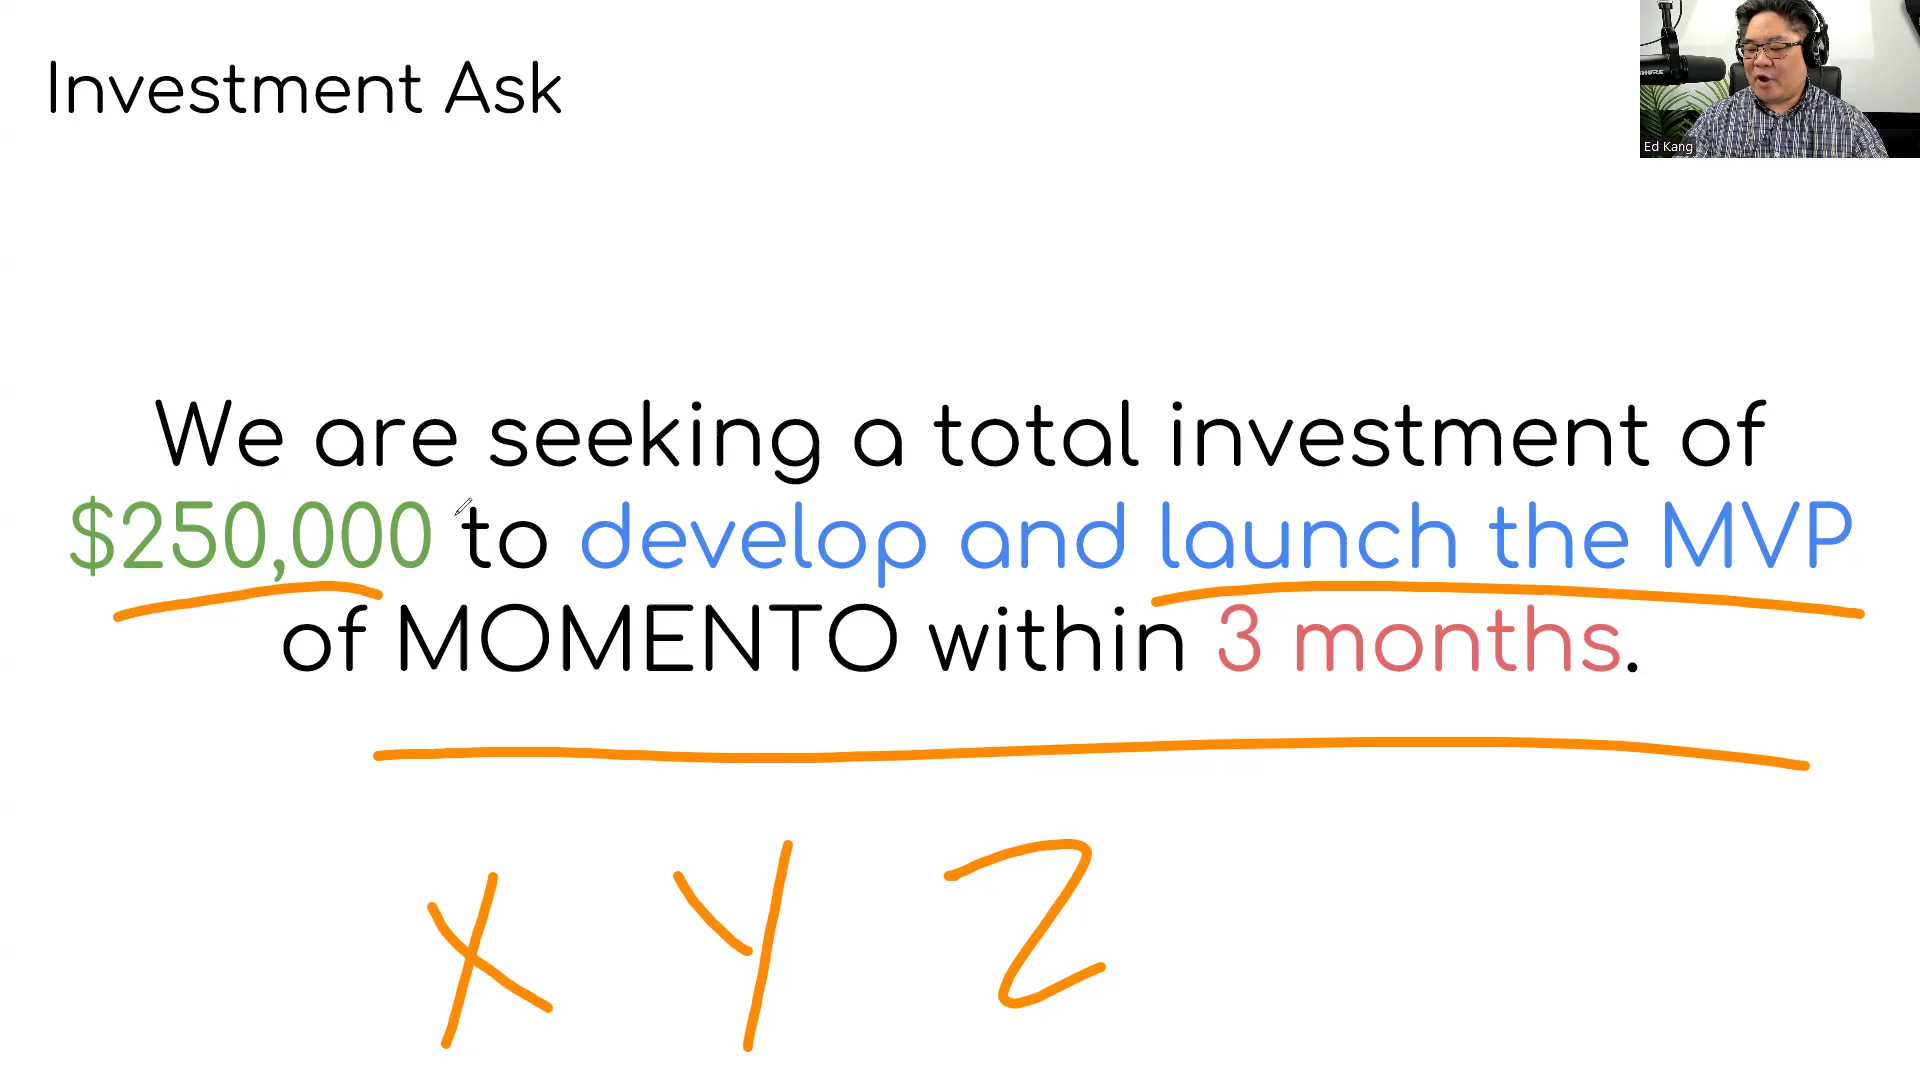 Investment Ask
SHURE
Ed Kang
We are seeking a total investment of
$250,000 to develop and launch the MVP
of MOMENTO within 3 months.
X Y Z